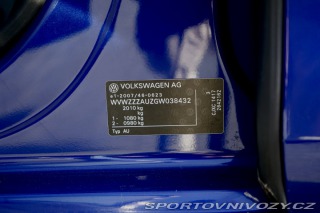 VOLKSWAGEN AG
e1-2007/46-0623
WVWZZZAUZGW038432
2010 kg
kg
1- 1080 kg
2- 0980 kg
Typ AU
SPORTOVNIVOZY.CZ